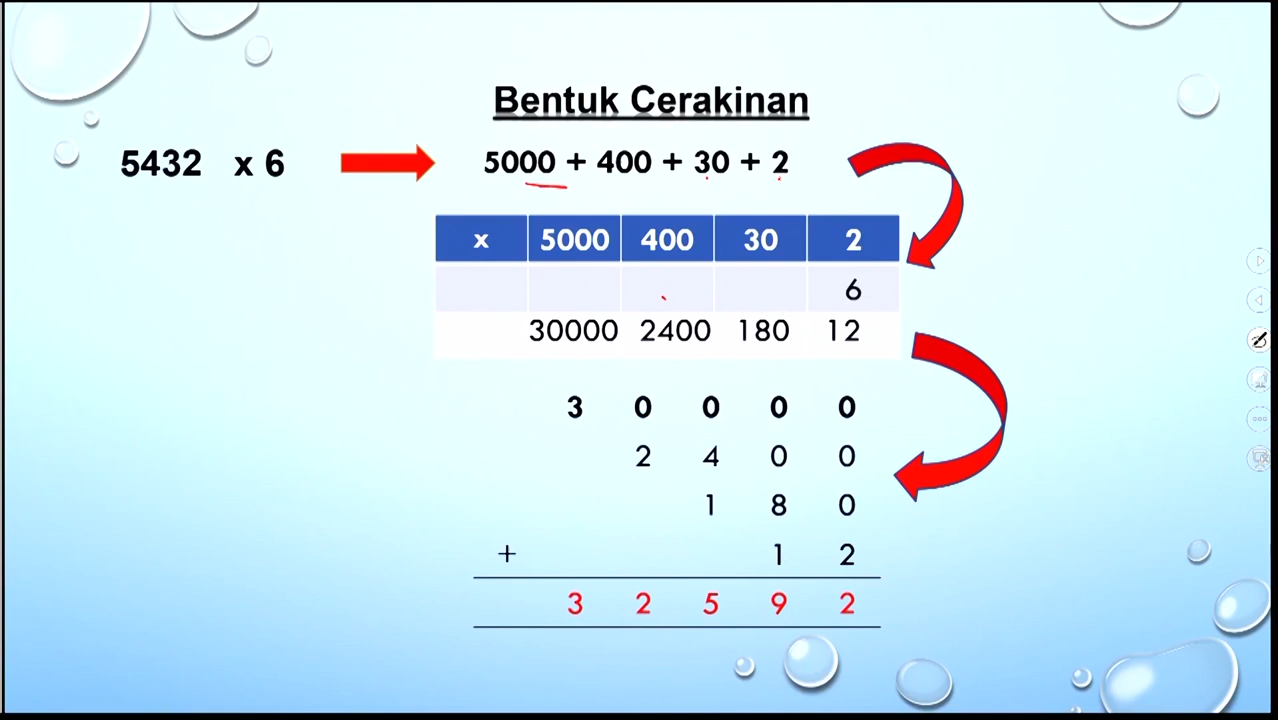 Bentuk Cerakinan
5432 x 6
5000 + 400 + 30 + 2
x 5000 400 30 2
6
30000 2400 180 12
3 0 0 0 0
2 4 0 0
1 8 0
+ 1 2
3 2 5 9 2